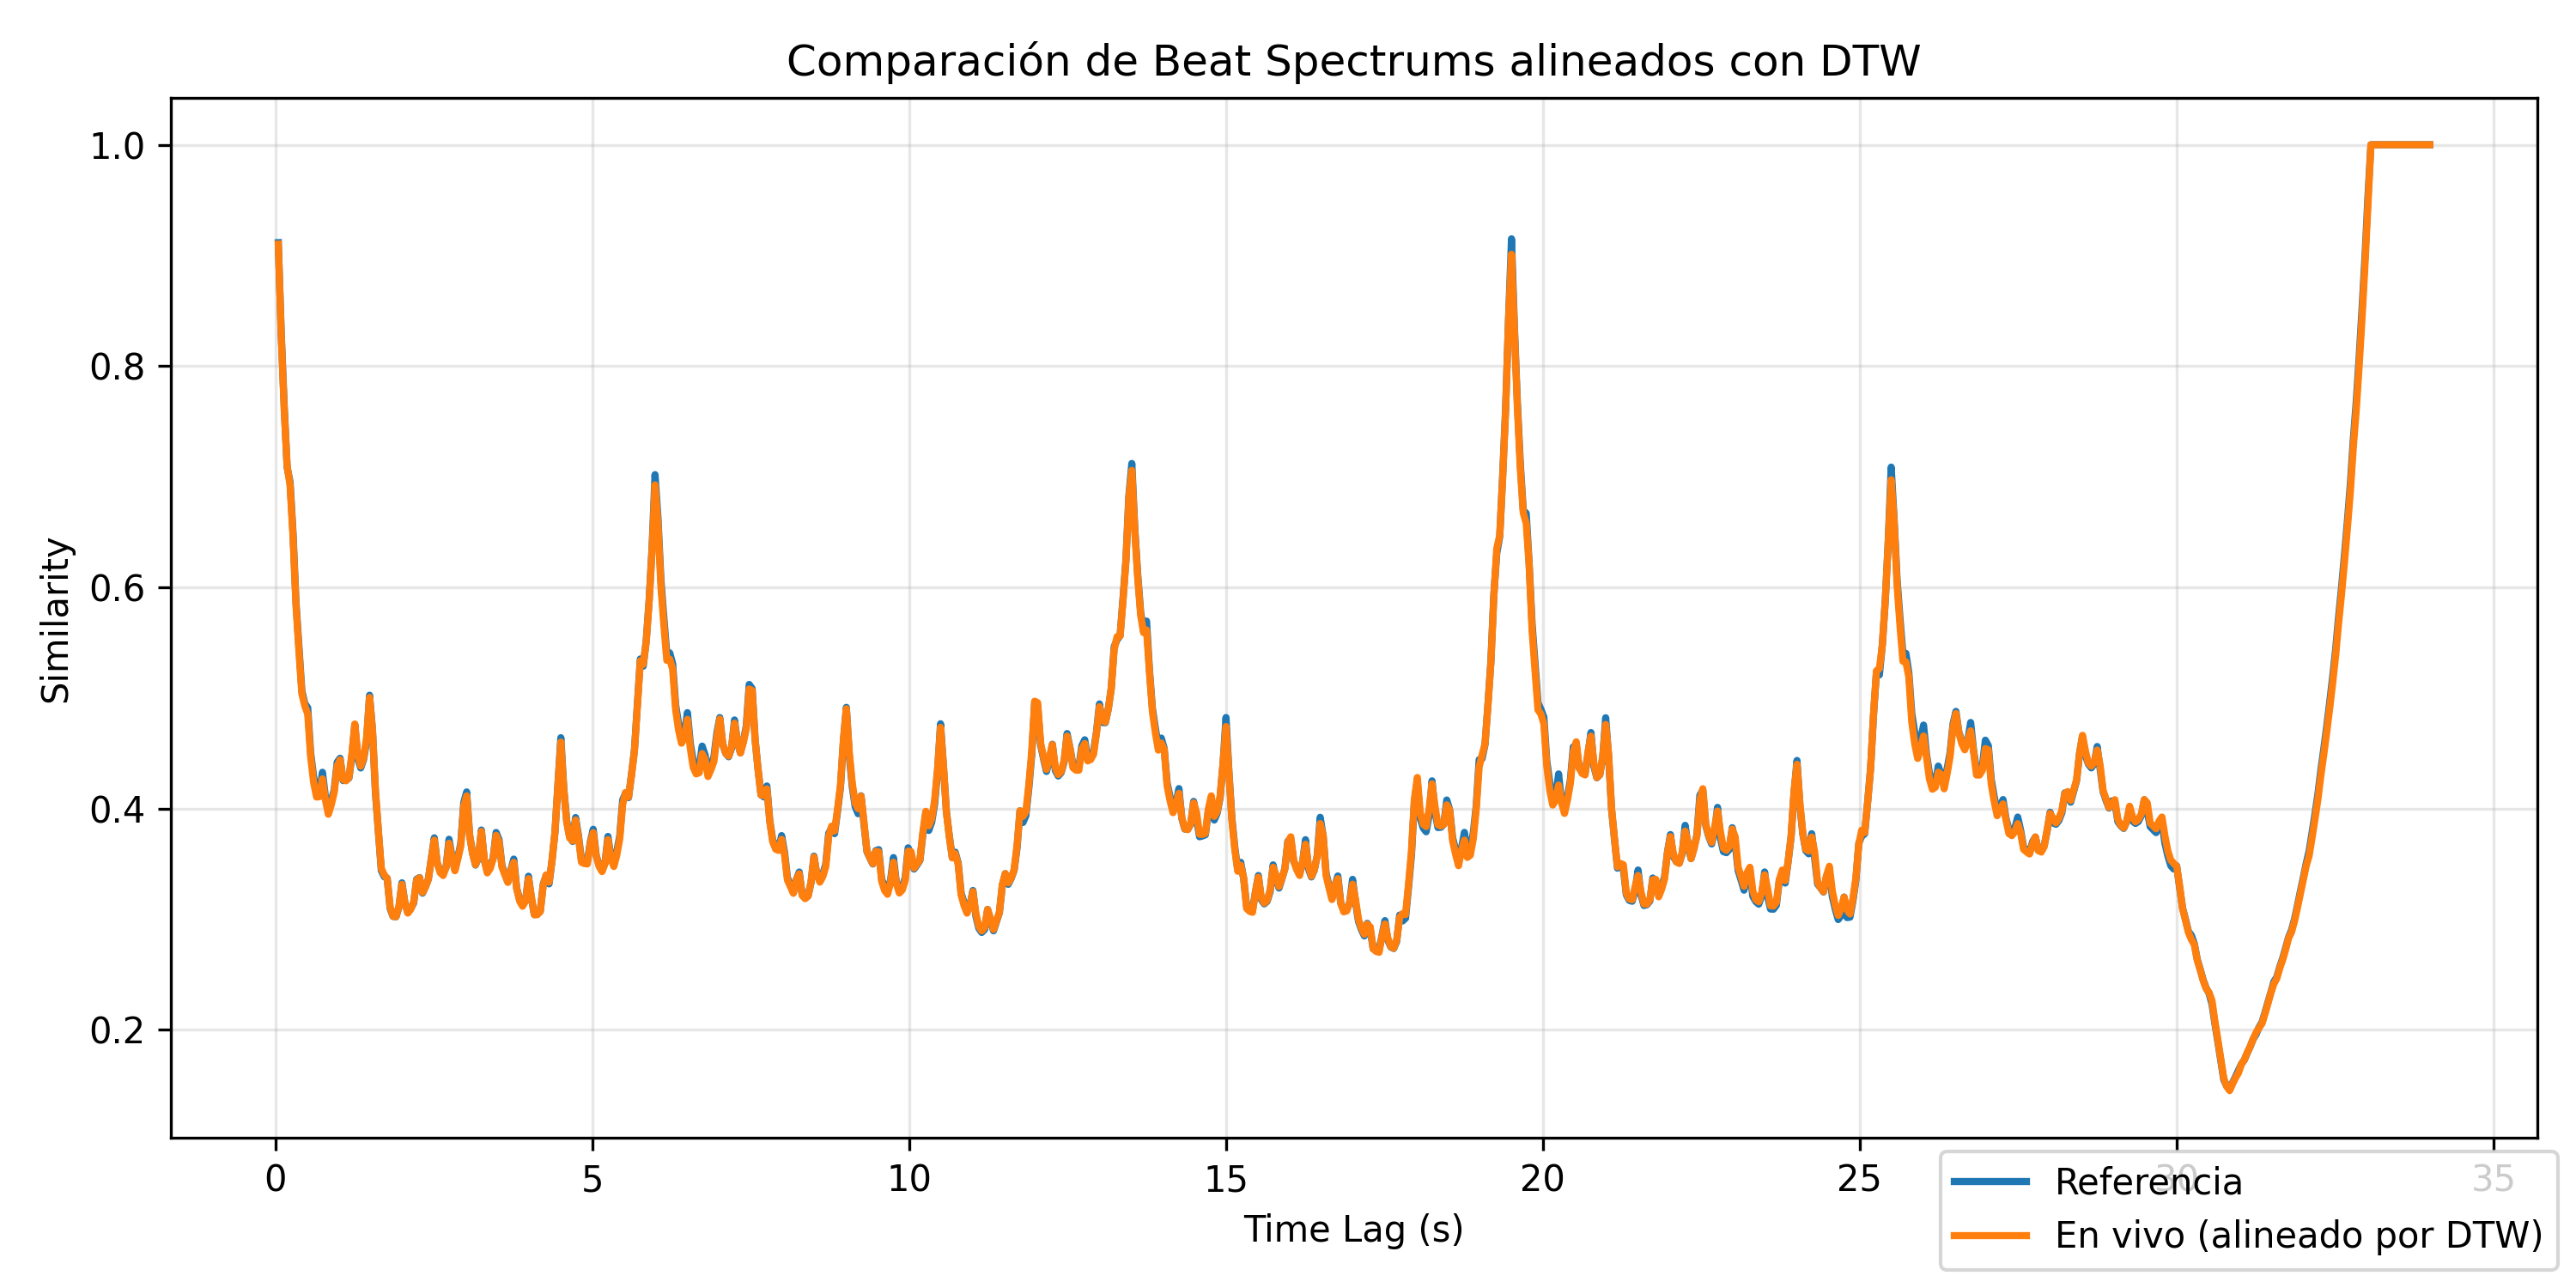 Comparación de Beat Spectrums alineados con DTW
Similarity
1.0
0.8
0.6
0.4
0.2
0 5 10 15 20 25 30 35
Time Lag (s)
Referencia
En vivo (alineado por DTW)